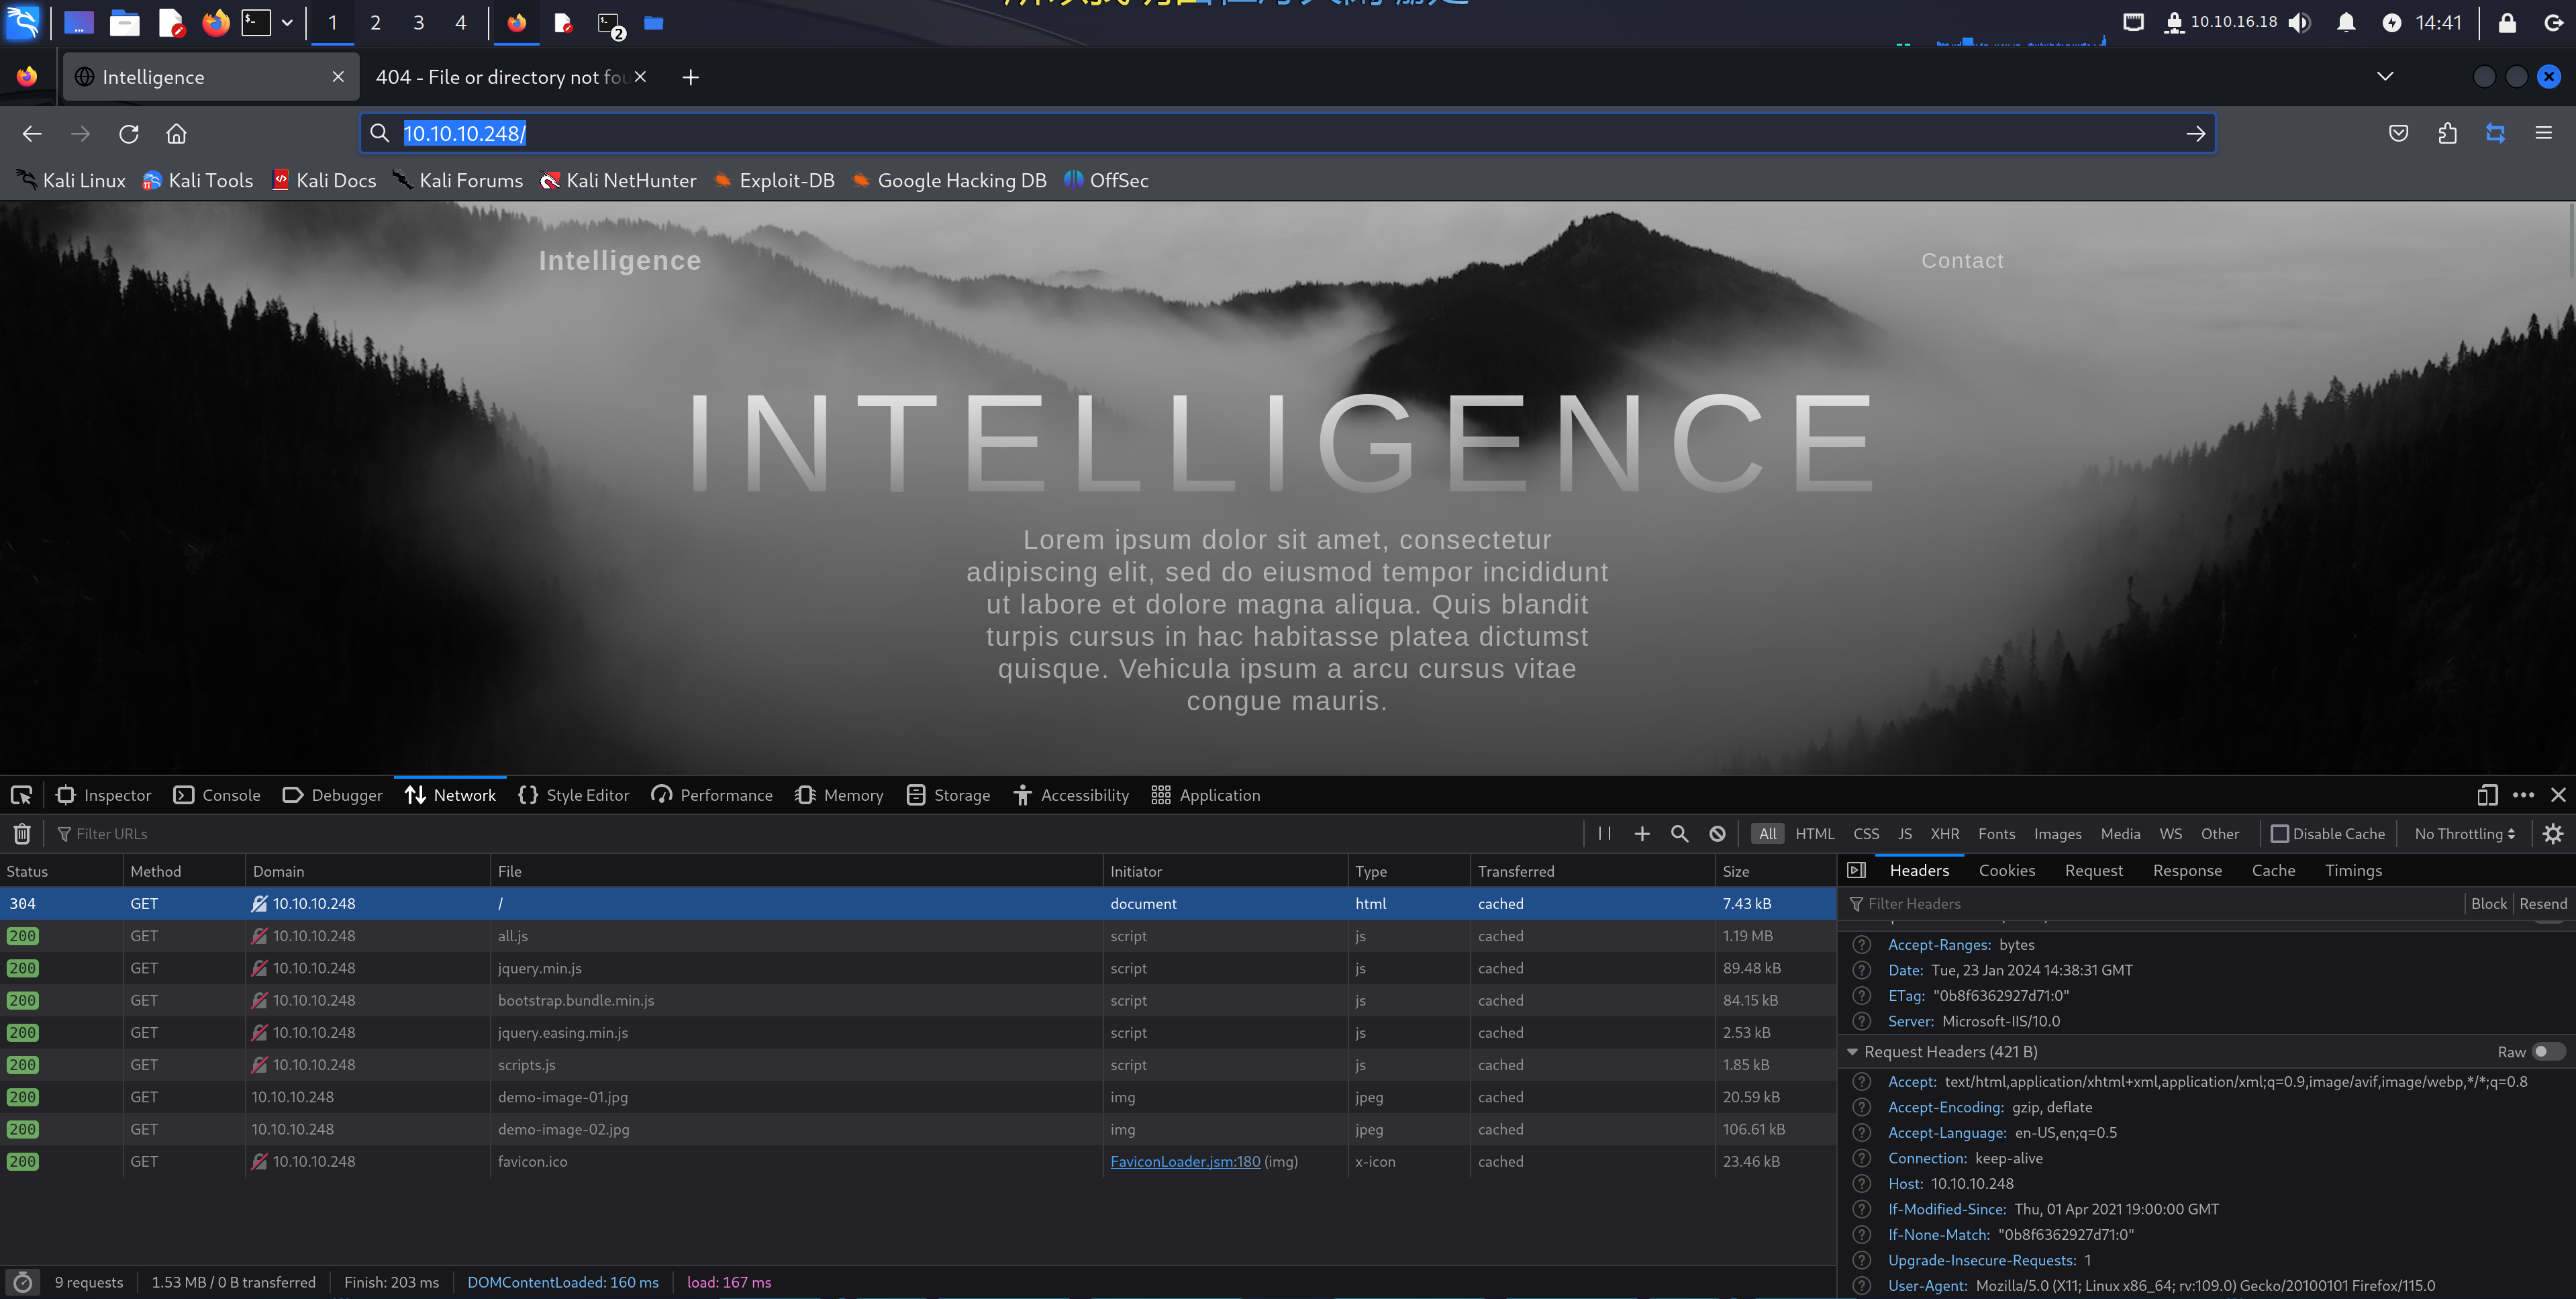 1 2 3 4 2 10.10.16.18 14:41
Intelligence 404 - File or directory not fou
10.10.10.248/
Kali Linux Kali Tools Kali Docs Kali Forums Kali NetHunter Exploit-DB Google Hacking DB OffSec
Intelligence Contact
INTELLIGENCE
Lorem ipsum dolor sit amet, consectetur
adipiscing elit, sed do eiusmod tempor incididunt
ut labore et dolore magna aliqua. Quis blandit
turpis cursus in hac habitasse platea dictumst
quisque. Vehicula ipsum a arcu cursus vitae
congue mauris.
Inspector Console Debugger Network Style Editor Performance Memory Storage Accessibility Application
Filter URLs All HTML CSS JS XHR Fonts Images Media WS Other Disable Cache No Throttling
Status Method Domain File Initiator Type Transferred Size
304 GET 10.10.10.248 / document html cached 7.43 kB
200 GET 10.10.10.248 all.js script js cached 1.19 MB
200 GET 10.10.10.248 jquery.min.js script js cached 89.48 kB
200 GET 10.10.10.248 bootstrap.bundle.min.js script js cached 84.15 kB
200 GET 10.10.10.248 jquery.easing.min.js script js cached 2.53 kB
200 GET 10.10.10.248 scripts.js script js cached 1.85 kB
200 GET 10.10.10.248 demo-image-01.jpg img jpeg cached 20.59 kB
200 GET 10.10.10.248 demo-image-02.jpg img jpeg cached 106.61 kB
200 GET 10.10.10.248 favicon.ico FaviconLoader.jsm:180 (img) x-icon cached 23.46 kB
Headers Cookies Request Response Cache Timings
Filter Headers Block Resend
Accept-Ranges: bytes
Date: Tue, 23 Jan 2024 14:38:31 GMT
ETag: "0b8f6362927d71:0"
Server: Microsoft-IIS/10.0
Request Headers (421 B) Raw
Accept: text/html,application/xhtml+xml,application/xml;q=0.9,image/avif,image/webp,*/*;q=0.8
Accept-Encoding: gzip, deflate
Accept-Language: en-US,en;q=0.5
Connection: keep-alive
Host: 10.10.10.248
If-Modified-Since: Thu, 01 Apr 2021 19:00:00 GMT
If-None-Match: "0b8f6362927d71:0"
Upgrade-Insecure-Requests: 1
User-Agent: Mozilla/5.0 (X11; Linux x86_64; rv:109.0) Gecko/20100101 Firefox/115.0
9 requests 1.53 MB / 0 B transferred Finish: 203 ms DOMContentLoaded: 160 ms load: 167 ms